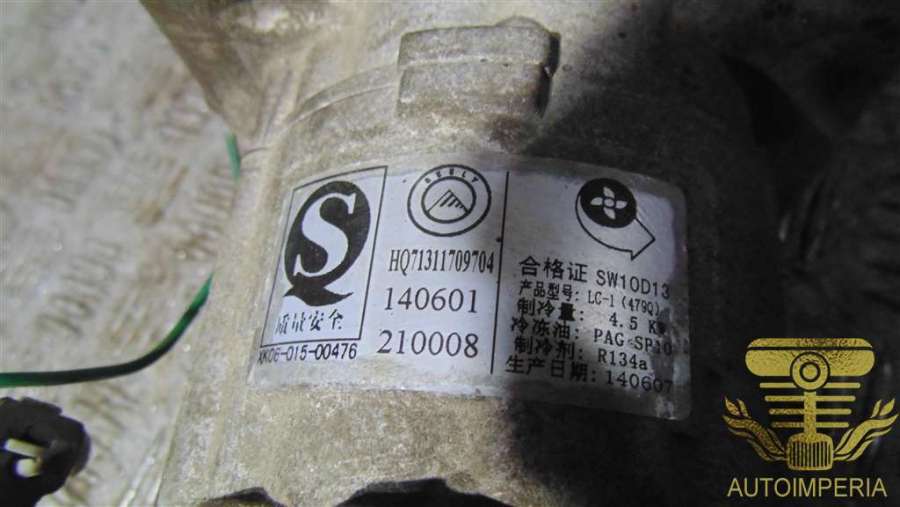 S
质量安全
XK06-015-00476
GEELY
HQ71311709704
140601
210008
合格证 SW10D13
产品型号: LG-1 (479Q)
制冷量: 4.5 KW
冷冻油: PAG SP10
制冷剂: R134a
生产日期: 140607
AUTOIMPERIA